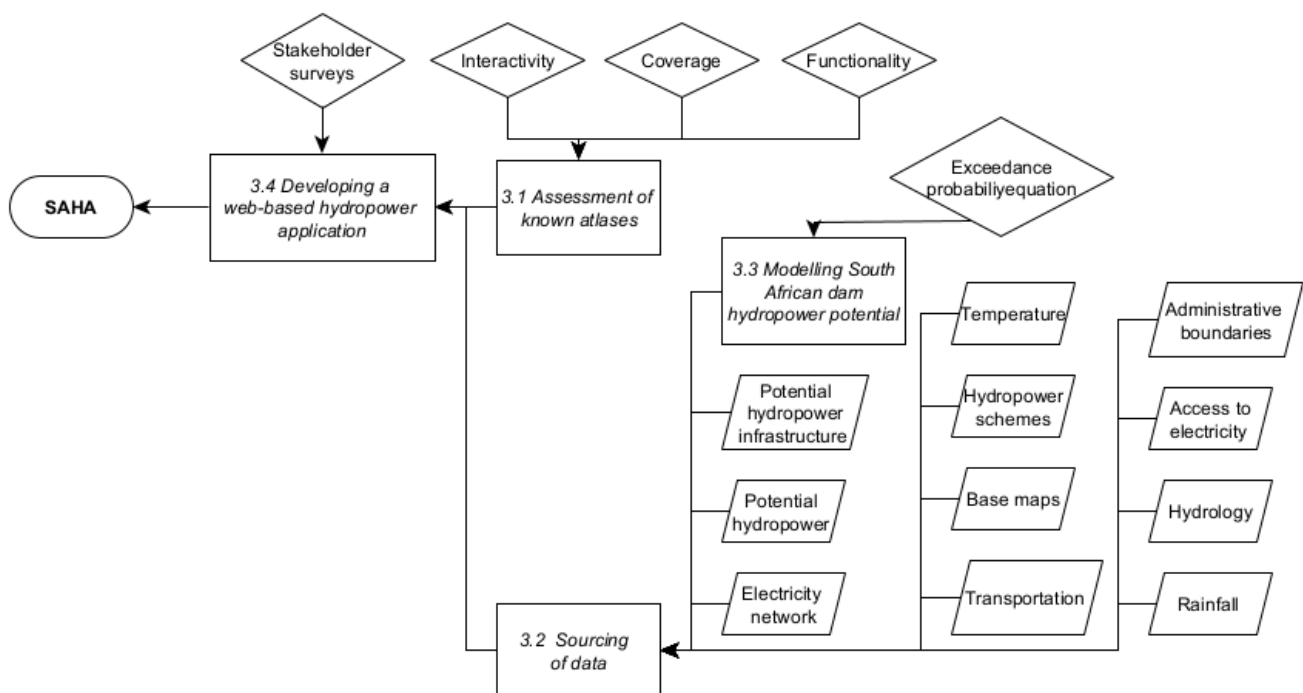 Stakeholder
surveys
Interactivity
Coverage
Functionality
Exceedance
probabiliyequation
SAHA
3.4 Developing a
web-based hydropower
application
3.1 Assessment of
known atlases
3.3 Modelling South
African dam
hydropower potential
Temperature
Administrative
boundaries
Potential
hydropower
infrastructure
Hydropower
schemes
Access to
electricity
Potential
hydropower
Base maps
Hydrology
Electricity
network
Transportation
Rainfall
3.2 Sourcing
of data